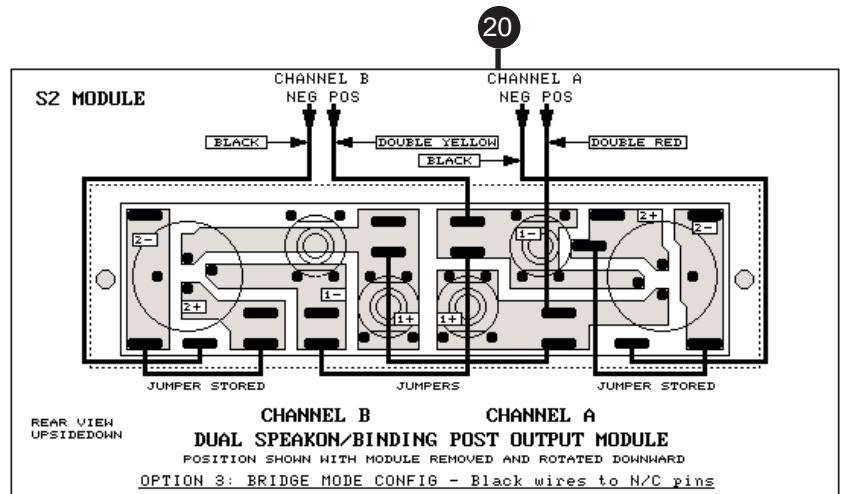 20
CHANNEL B CHANNEL A
S2 MODULE NEG POS NEG POS
BLACK DOUBLE YELLOW DOUBLE RED
BLACK
2- 1- 2+ 2-
2+ 1- 1+ 1+
JUMPER STORED JUMPERS JUMPER STORED
REAR VIEW
UPSIDEDOWN
CHANNEL B CHANNEL A
DUAL SPEAKON/BINDING POST OUTPUT MODULE
POSITION SHOWN WITH MODULE REMOVED AND ROTATED DOWNWARD
OPTION 3: BRIDGE MODE CONFIG - Black wires to N/C pins